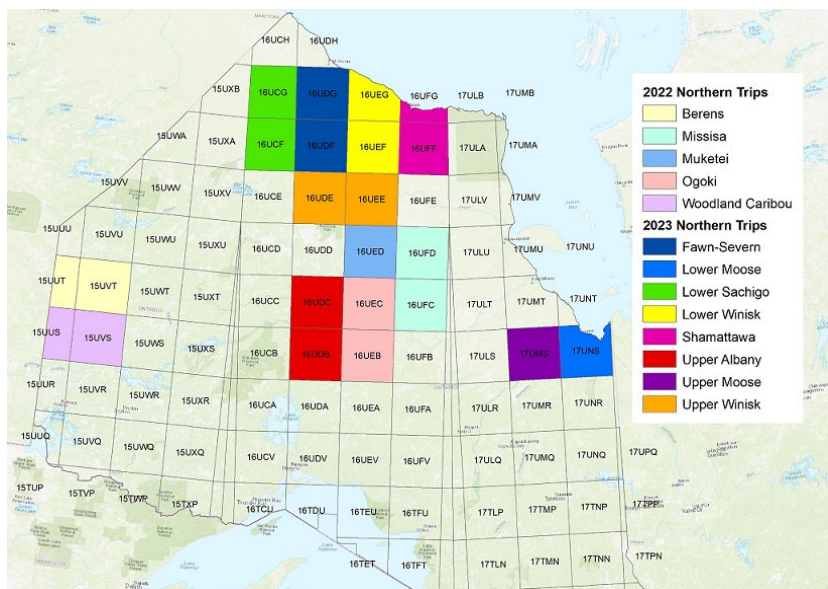 MANITOBA
16UCH 16UDH
15UXB 16UCG 16UDG 16UEG 16UFG 17ULB 17UMB
15UWA 15UXA 16UCF 16UDF 16UEF 16UFF 17ULA 17UMA
15UVV 15UWV 15UXV 16UCE 16UDE 16UEE 16UFE 17ULV 17UMV
15UUU 15UVU 15UWU 15UXU 16UCD 16UDD 16UED 16UFD 17ULU 17UMU 17UNU
15UUT 15UVT 15UWT 15UXT 16UCC 16UDC 16UEC 16UFC 17ULT 17UMT 17UNT
ONTARIO
15UUS 15UVS 15UWS 15UXS 16UCB 16UDB 16UEB 16UFB 17ULS 17UMS 17UNS
ONTARIO
15UUR 15UVR 15UWR 15UXR 16UCA 16UDA 16UEA 16UFA 17ULR 17UMR 17UNR
15UUQ 15UVQ 15UWQ 15UXQ 16UCV 16UDV 16UEV 16UFV 17ULQ 17UMQ 17UNQ 17UPQ
15TUP 15TVP 15TWP 15TXP 16TCU 16TDU 16TEU 16TFU 17TLP 17TMP 17TNP 17TPP
16TET 16TFT 17TLN 17TMN 17TNN 17TPN
MINNESOTA
2022 Northern Trips
Berens
Missisa
Muketei
Ogoki
Woodland Caribou
2023 Northern Trips
Fawn-Severn
Lower Moose
Lower Sachigo
Lower Winisk
Shamattawa
Upper Albany
Upper Moose
Upper Winisk